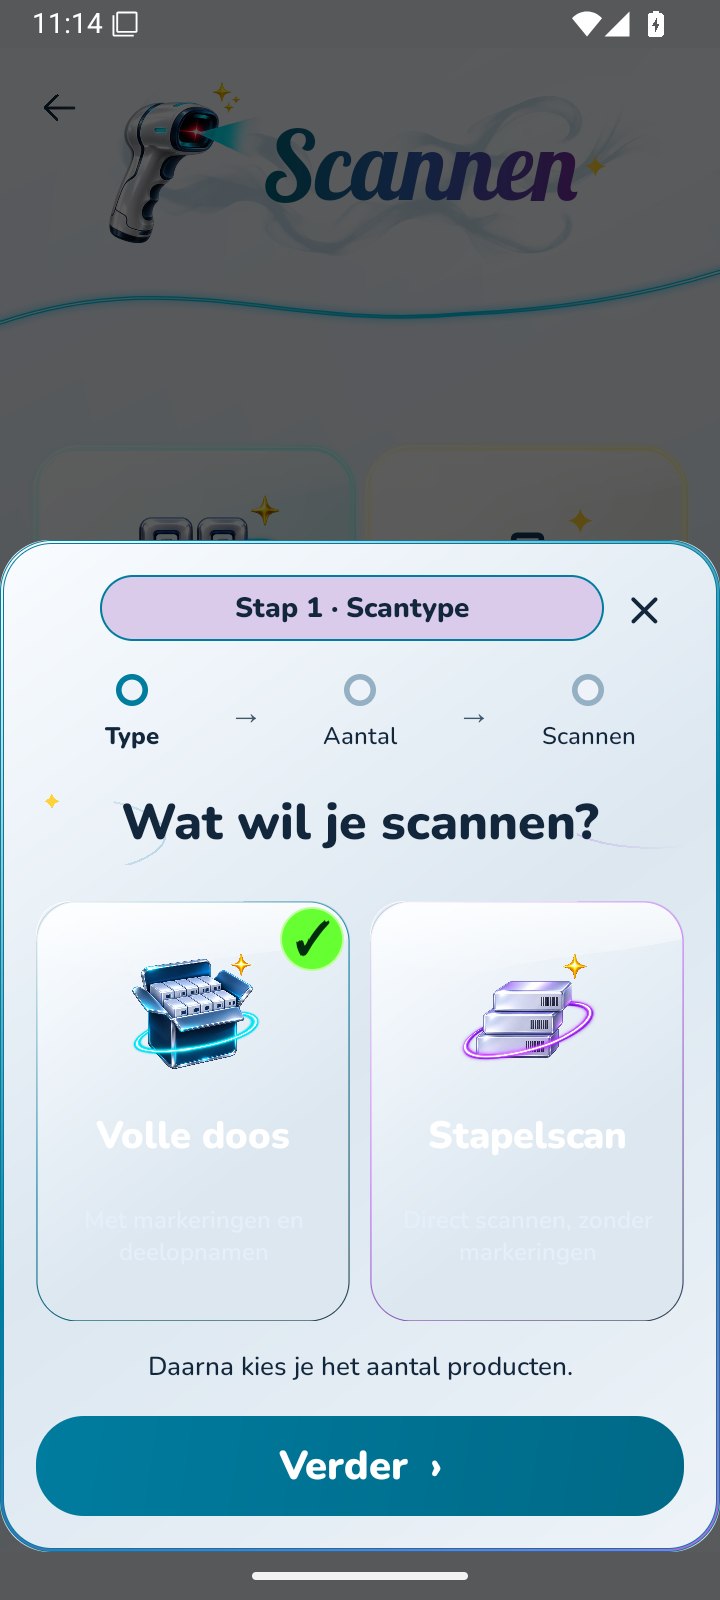 11:14
Scannen
Stap 1 · Scantype
Type → Aantal → Scannen
Wat wil je scannen?
Volle doos
Met markeringen en
deelopnamen
Stapelscan
Direct scannen, zonder
markeringen
Daarna kies je het aantal producten.
Verder ›